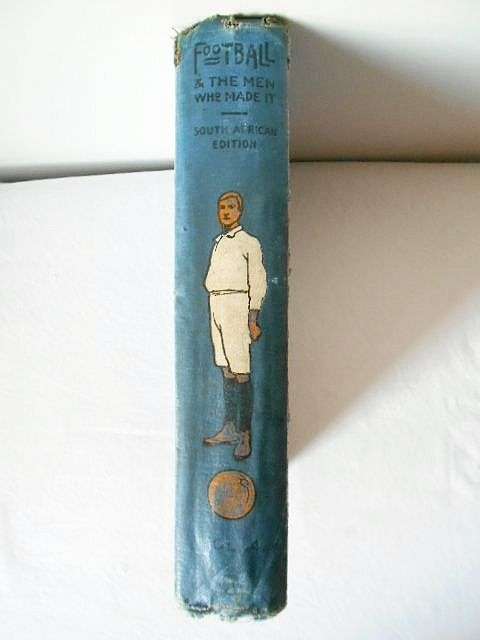 FOOTBALL
& THE MEN
WHO MADE IT
SOUTH AFRICAN
EDITION